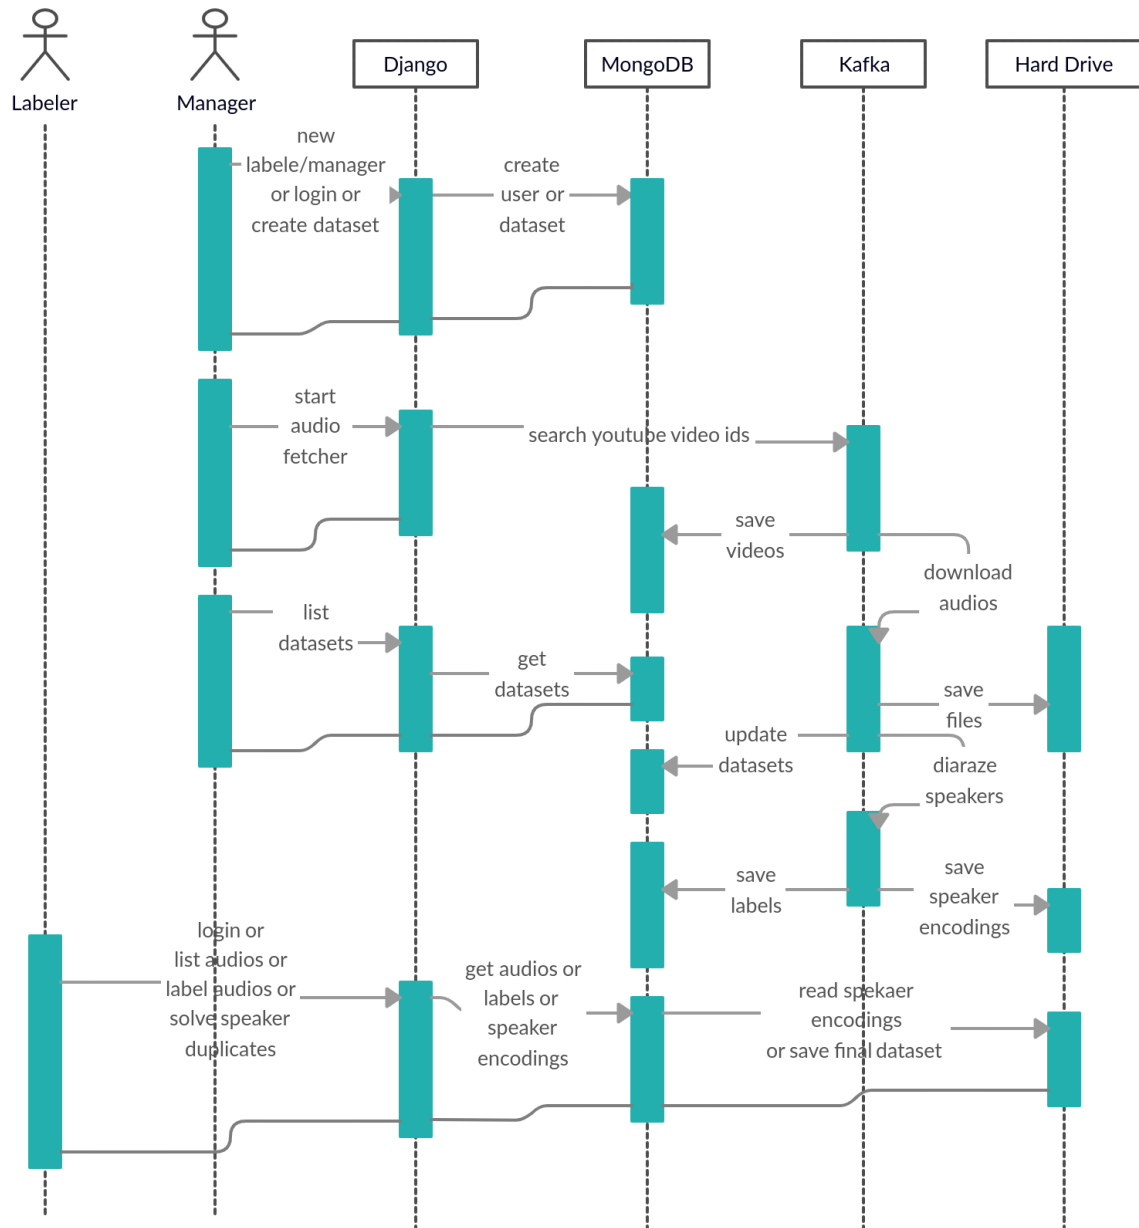 Labeler
Manager
Django
MongoDB
Kafka
Hard Drive
new
labele/manager
or login or
create dataset
create
user or
dataset
start
audio
fetcher
search youtube video ids
save
videos
download
audios
list
datasets
get
datasets
save
files
update
datasets
diaraze
speakers
save
labels
save
speaker
encodings
login or
list audios or
label audios or
solve speaker
duplicates
get audios or
labels or
speaker
encodings
read spekaer
encodings
or save final dataset